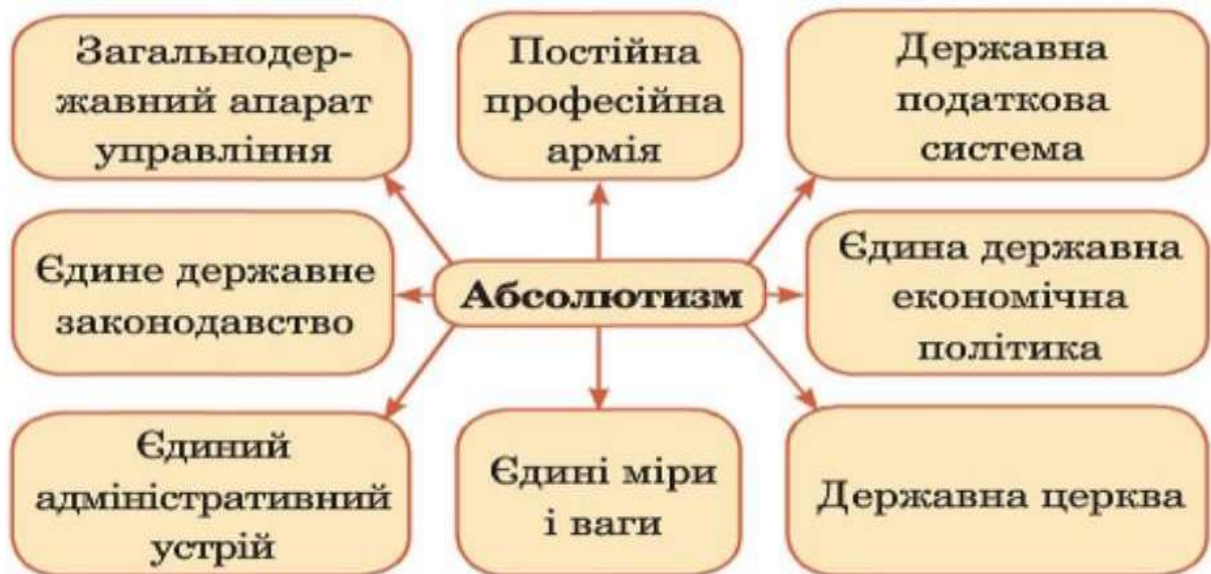 Загальнодер-
жавний апарат
управління
Постійна
професійна
армія
Державна
податкова
система
Єдине державне
законодавство
Абсолютизм
Єдина державна
економічна
політика
Єдиний
адміністративний
устрій
Єдині міри
і ваги
Державна церква